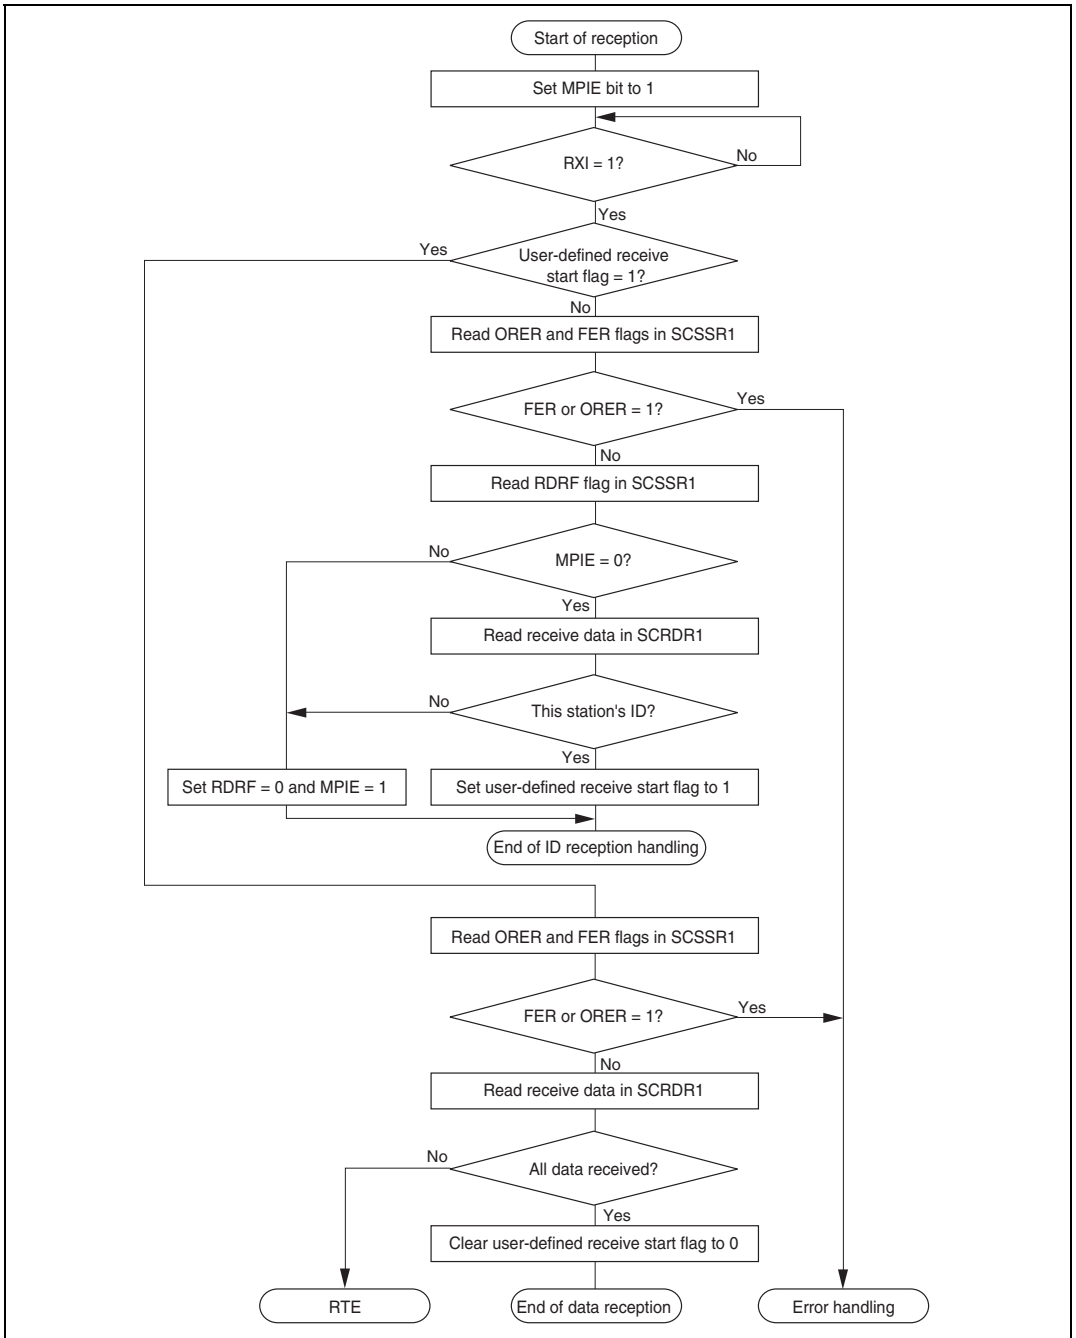 Start of reception
Set MPIE bit to 1
RXI = 1?
No
Yes
Yes
User-defined receive
start flag = 1?
No
Read ORER and FER flags in SCSSR1
FER or ORER = 1?
Yes
No
Read RDRF flag in SCSSR1
No
MPIE = 0?
Yes
Read receive data in SCRDR1
No
This station's ID?
Yes
Set RDRF = 0 and MPIE = 1
Set user-defined receive start flag to 1
End of ID reception handling
Read ORER and FER flags in SCSSR1
FER or ORER = 1?
Yes
No
Read receive data in SCRDR1
No
All data received?
Yes
Clear user-defined receive start flag to 0
RTE
End of data reception
Error handling